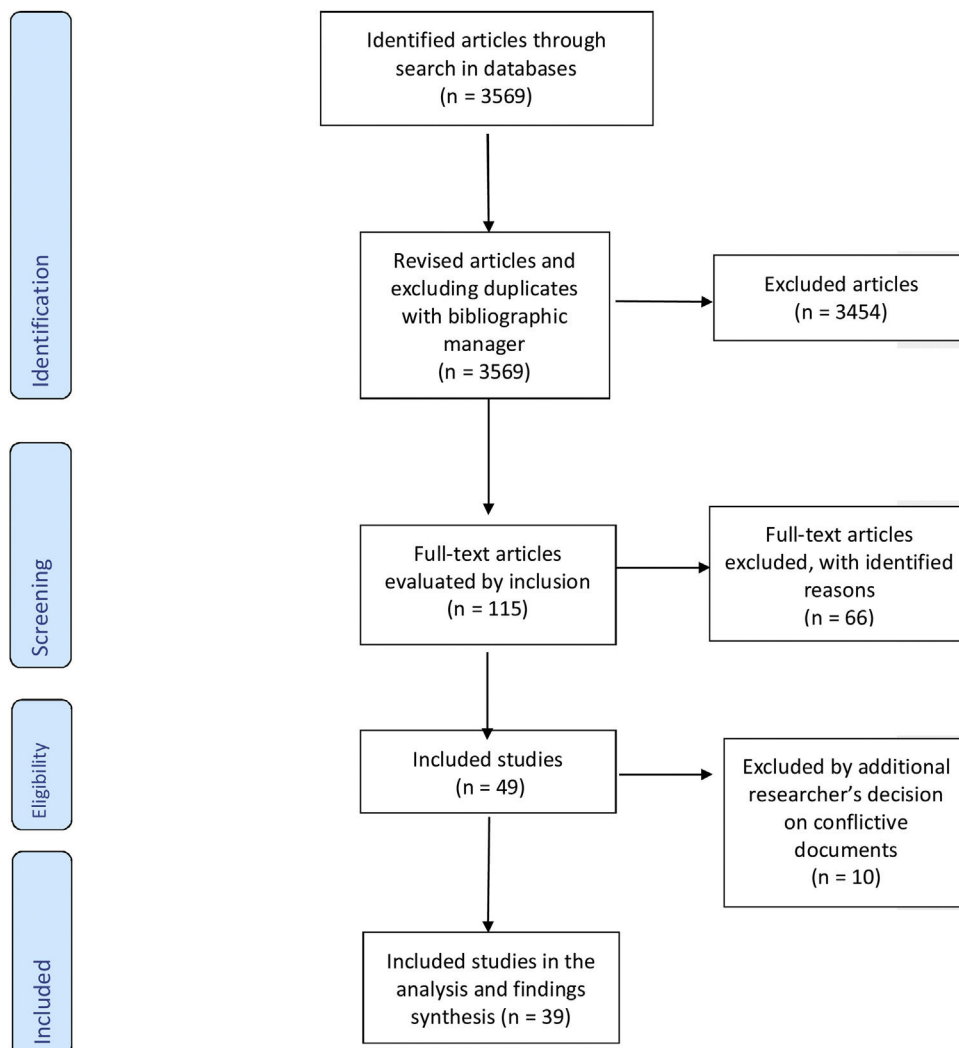 Identified articles through
search in databases
(n = 3569)
Identification
Revised articles and
excluding duplicates
with bibliographic
manager
(n = 3569)
Excluded articles
(n = 3454)
Screening
Full-text articles
evaluated by inclusion
(n = 115)
Full-text articles
excluded, with identified
reasons
(n = 66)
Eligibility
Included studies
(n = 49)
Excluded by additional
researcher's decision
on conflictive
documents
(n = 10)
Included
Included studies in the
analysis and findings
synthesis (n = 39)